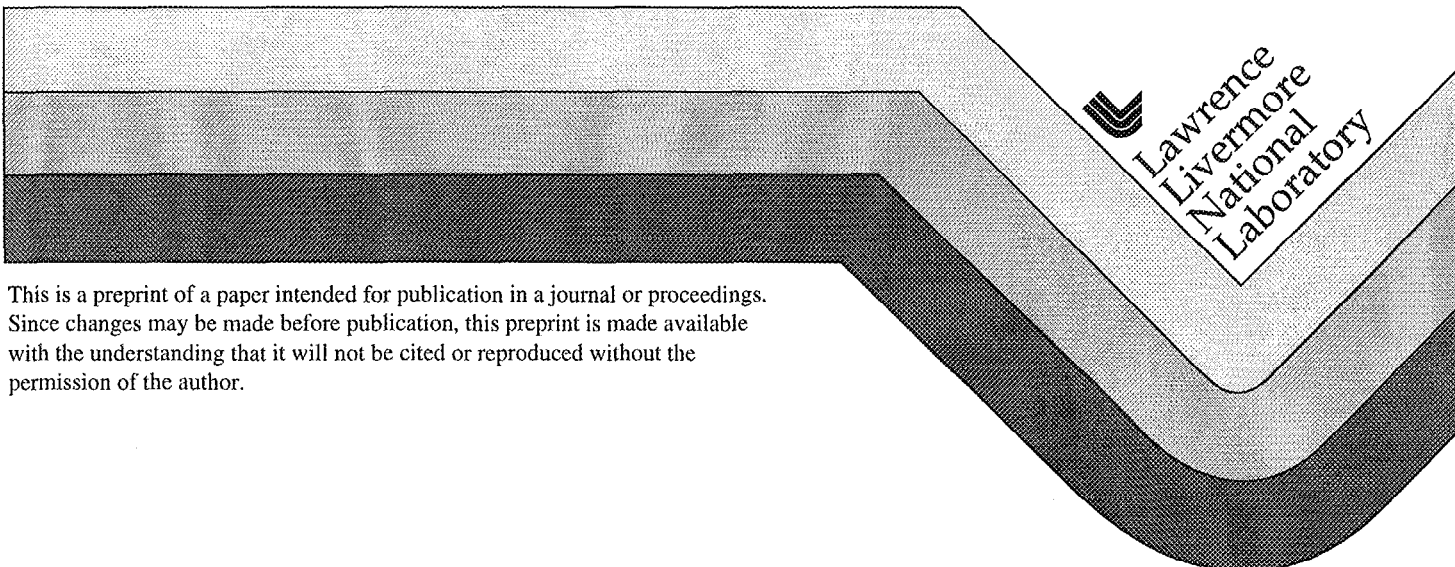 Lawrence
Livermore
National
Laboratory
This is a preprint of a paper intended for publication in a journal or proceedings.
Since changes may be made before publication, this preprint is made available
with the understanding that it will not be cited or reproduced without the
permission of the author.